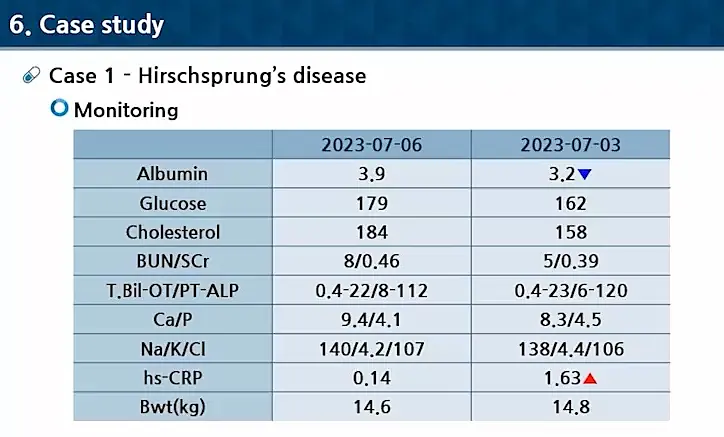 6. Case study
Case 1 - Hirschsprung's disease
Monitoring
2023-07-06 2023-07-03
Albumin 3.9 3.2▼
Glucose 179 162
Cholesterol 184 158
BUN/SCr 8/0.46 5/0.39
T.Bil-OT/PT-ALP 0.4-22/8-112 0.4-23/6-120
Ca/P 9.4/4.1 8.3/4.5
Na/K/Cl 140/4.2/107 138/4.4/106
hs-CRP 0.14 1.63▲
Bwt(kg) 14.6 14.8